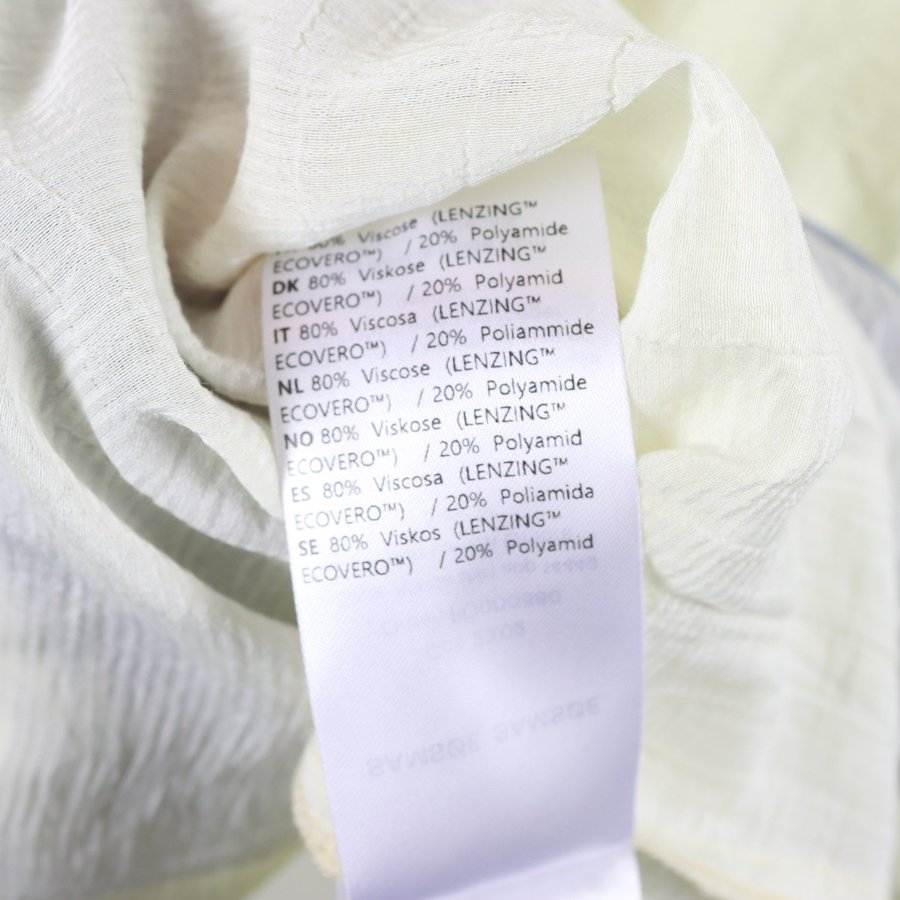 80% Viscose (LENZING™
ECOVERO™) / 20% Polyamide
DK 80% Viskose (LENZING™
ECOVERO™) / 20% Polyamid
IT 80% Viscosa (LENZING™
ECOVERO™) / 20% Poliammide
NL 80% Viscose (LENZING™
ECOVERO™) / 20% Polyamide
NO 80% Viskose (LENZING™
ECOVERO™) / 20% Polyamid
ES 80% Viscosa (LENZING™
ECOVERO™) / 20% Poliamida
SE 80% Viskos (LENZING™
ECOVERO™) / 20% Polyamid
SAMSØE SAMSØE